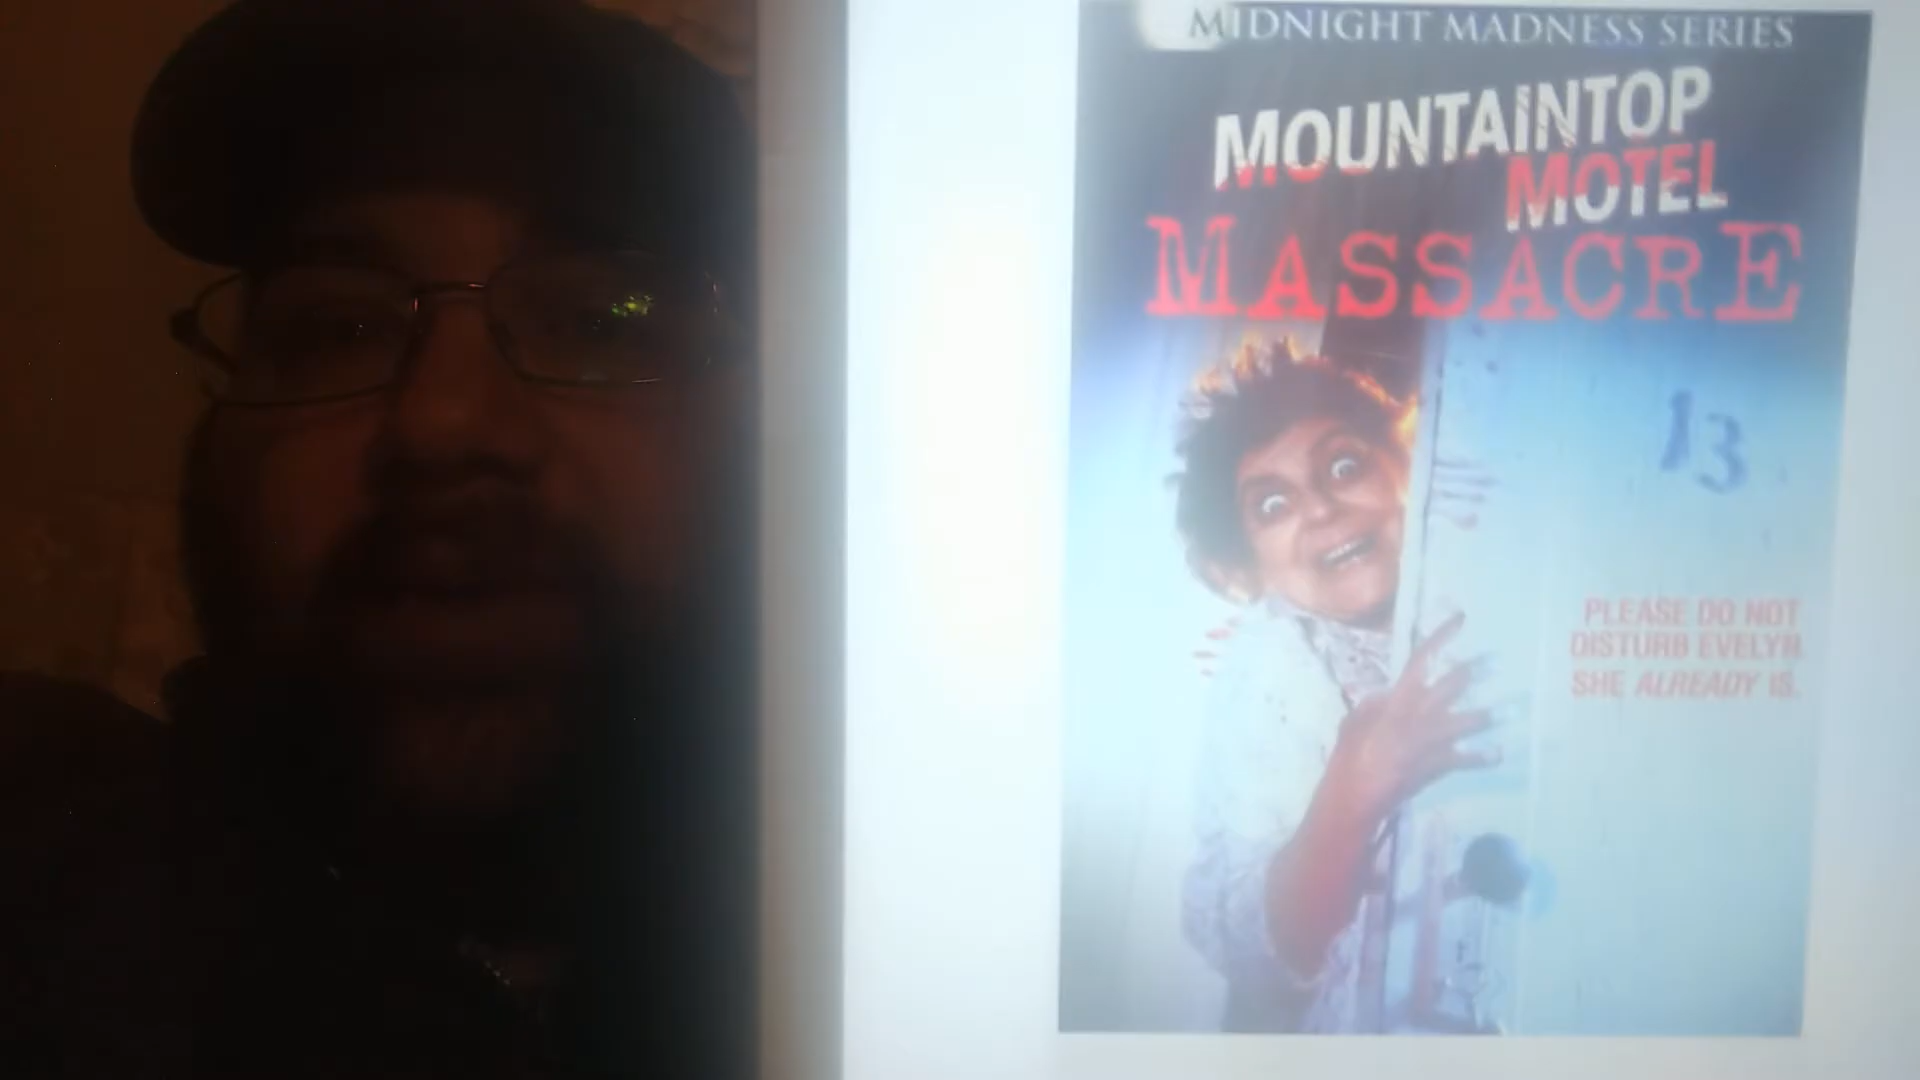 MIDNIGHT MADNESS SERIES
MOUNTAINTOP
MOTEL
MASSACRE
13
PLEASE DO NOT
DISTURB EVELYN
SHE ALREADY IS.